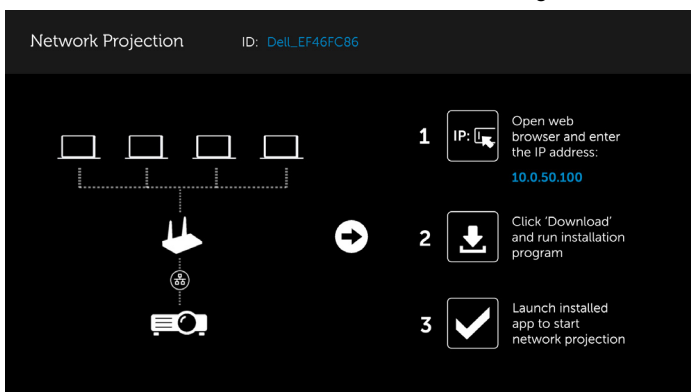 Network Projection
ID: Dell_EF46FC86
1
IP:
Open web
browser and enter
the IP address:
10.0.50.100
2
Click ‘Download’
and run installation
program
3
Launch installed
app to start
network projection